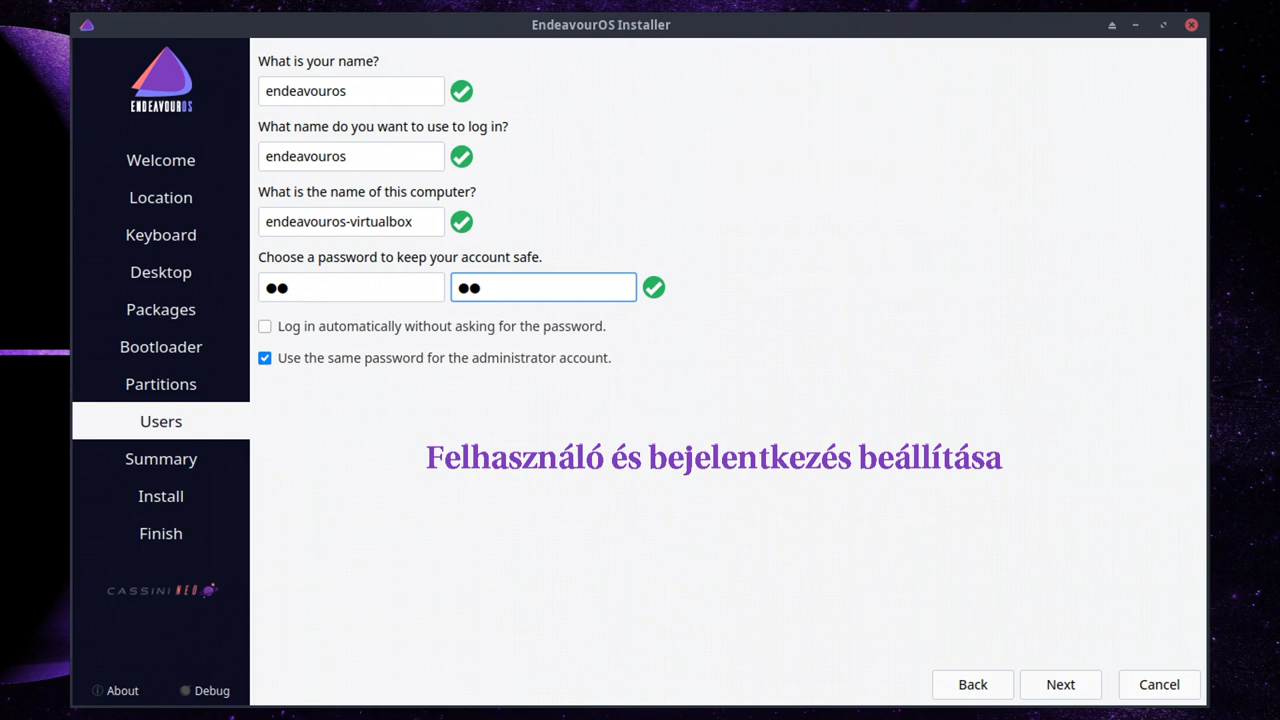 EndeavourOS Installer
ENDEAVOUROS
Welcome
Location
Keyboard
Desktop
Packages
Bootloader
Partitions
Users
Summary
Install
Finish
CASSINI NEO
About
Debug
What is your name?
endeavouros
What name do you want to use to log in?
endeavouros
What is the name of this computer?
endeavouros-virtualbox
Choose a password to keep your account safe.
●● ●●
Log in automatically without asking for the password.
Use the same password for the administrator account.
Felhasználó és bejelentkezés beállítása
Back Next Cancel